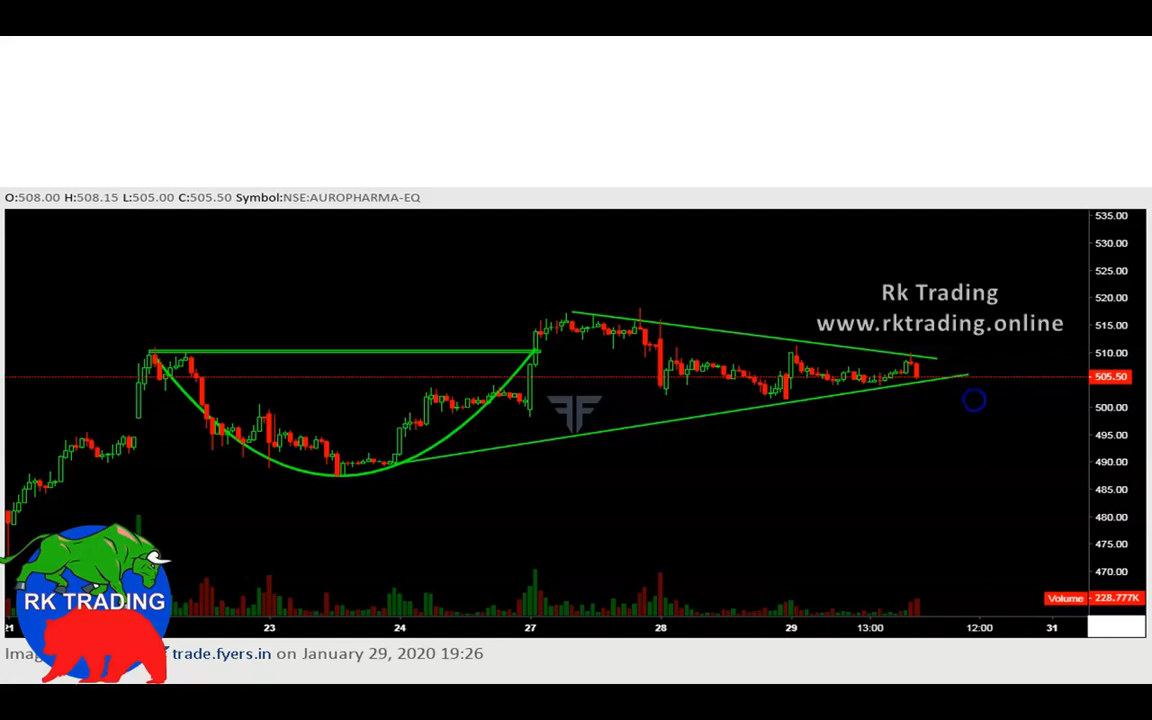 O:508.00 H:508.15 L:505.00 C:505.50 Symbol:NSE:AUROPHARMA-EQ
535.00
530.00
525.00
520.00
Rk Trading
www.rktrading.online
515.00
510.00
505.50
500.00
495.00
490.00
485.00
480.00
475.00
470.00
RK TRADING
Volume 228.777K
21 23 24 27 28 29 13:00 12:00 31
trade.fyers.in on January 29, 2020 19:26